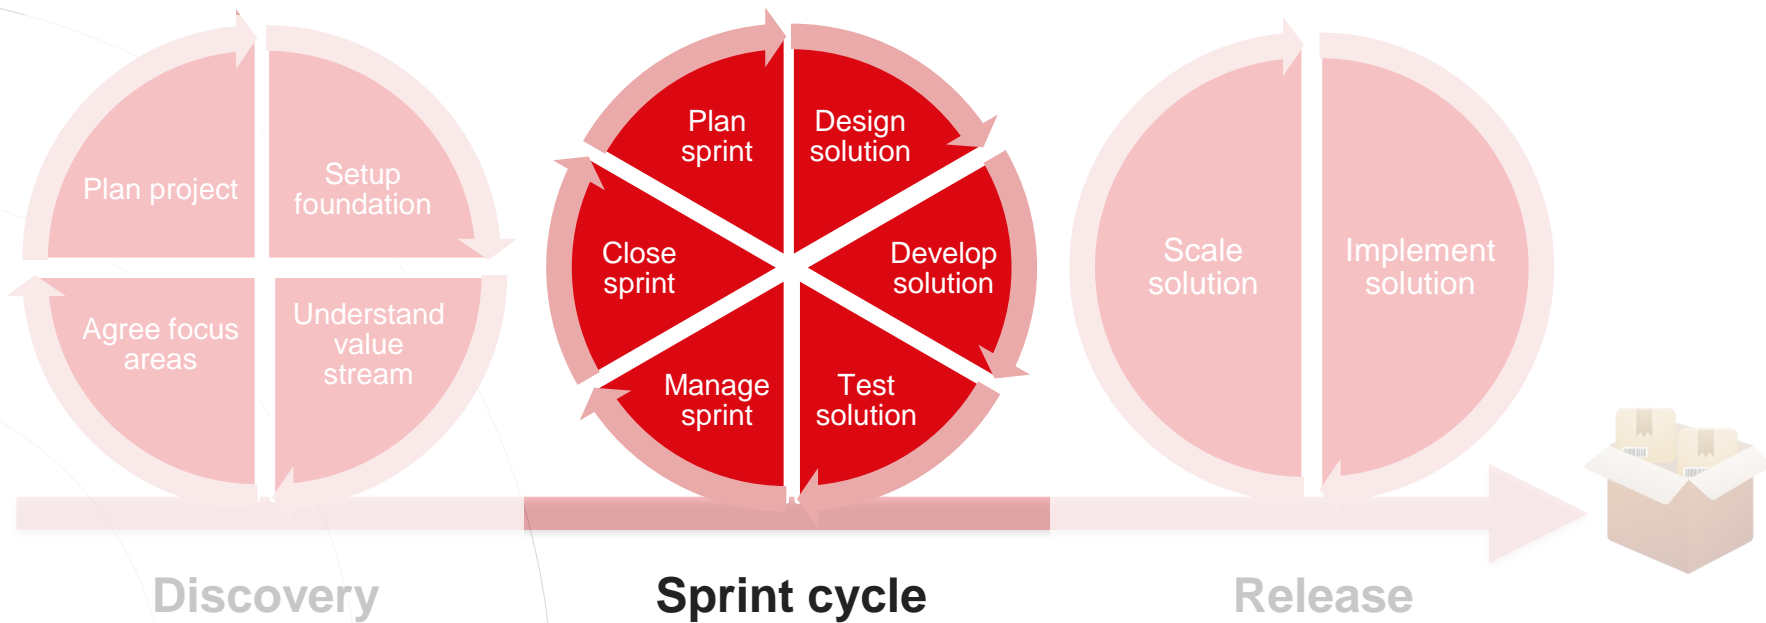 Plan project
Setup
foundation
Understand
value
stream
Agree focus
areas
Plan
sprint
Design
solution
Develop
solution
Test
solution
Manage
sprint
Close
sprint
Scale
solution
Implement
solution
Discovery
Sprint cycle
Release